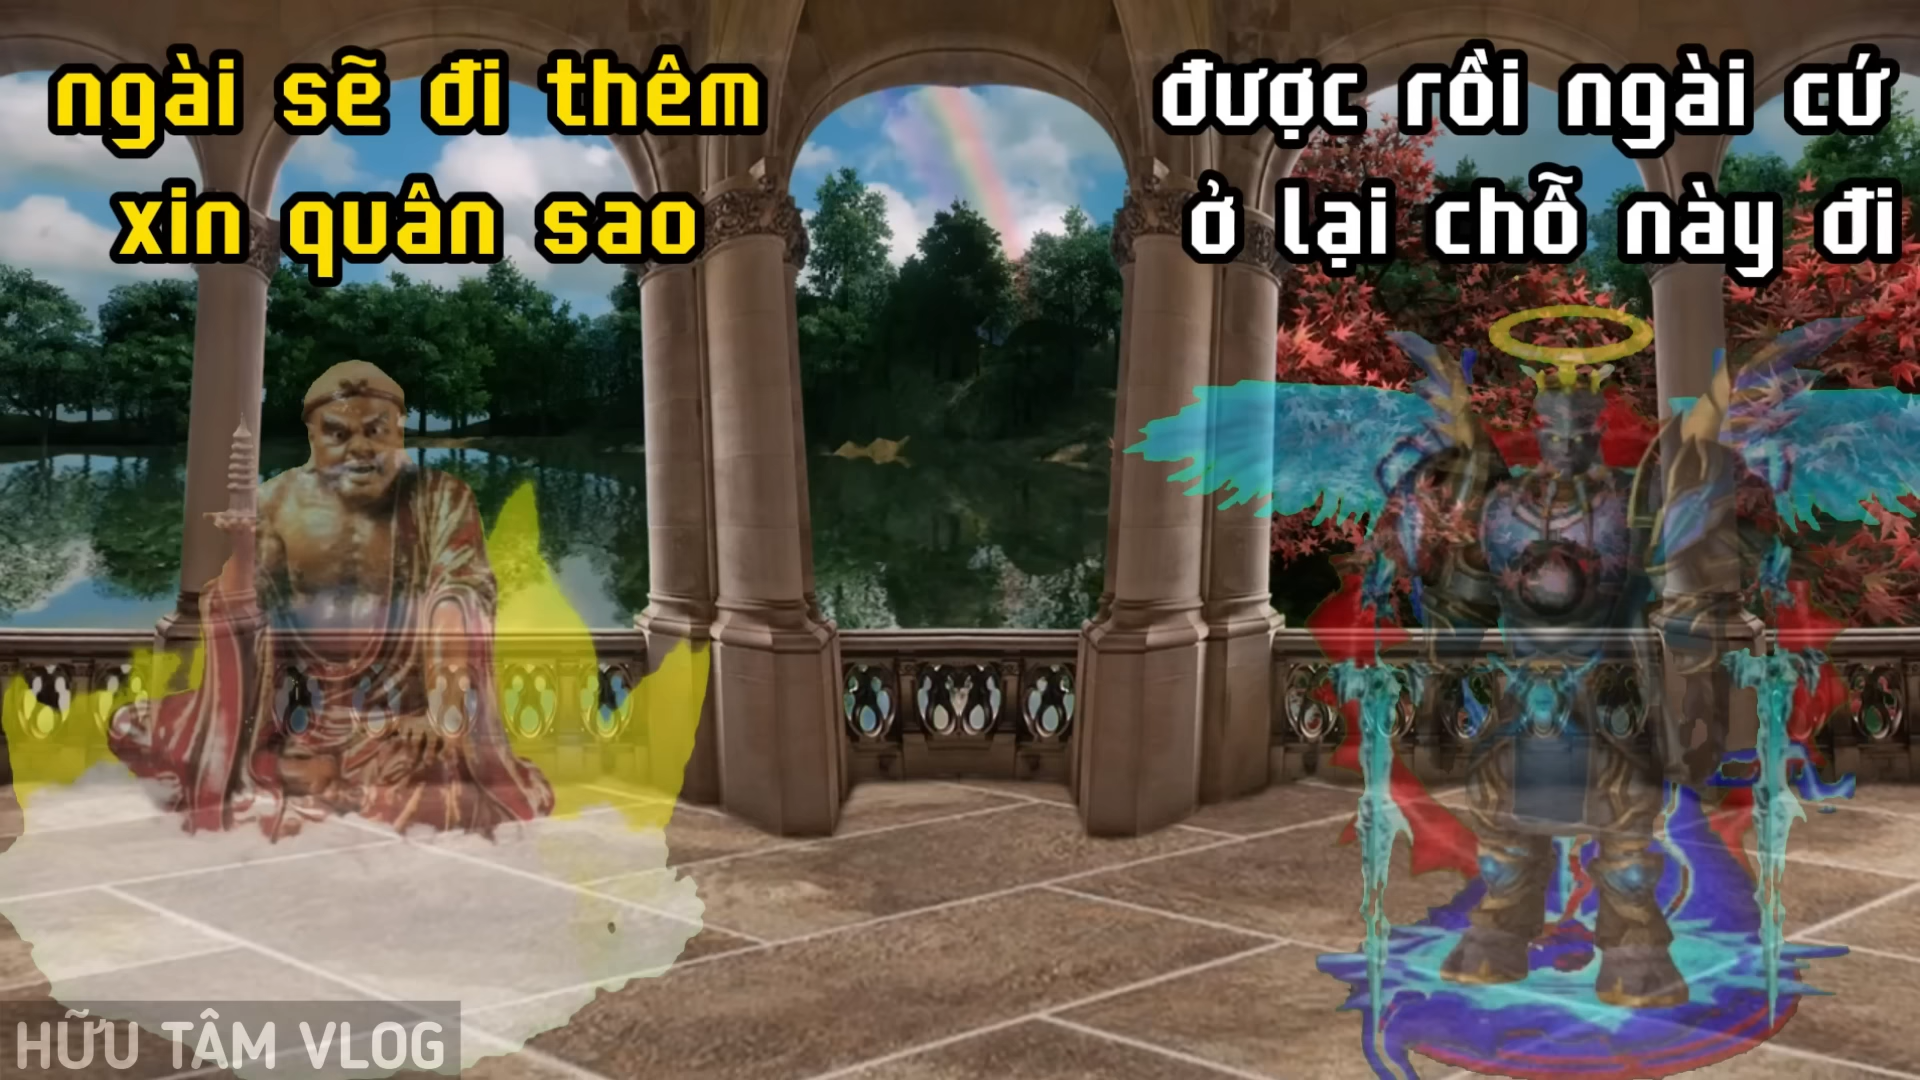 ngài sẽ đi thêm
xin quân sao
được rồi ngài cứ
ở lại chỗ này đi
HỮU TÂM VLOG